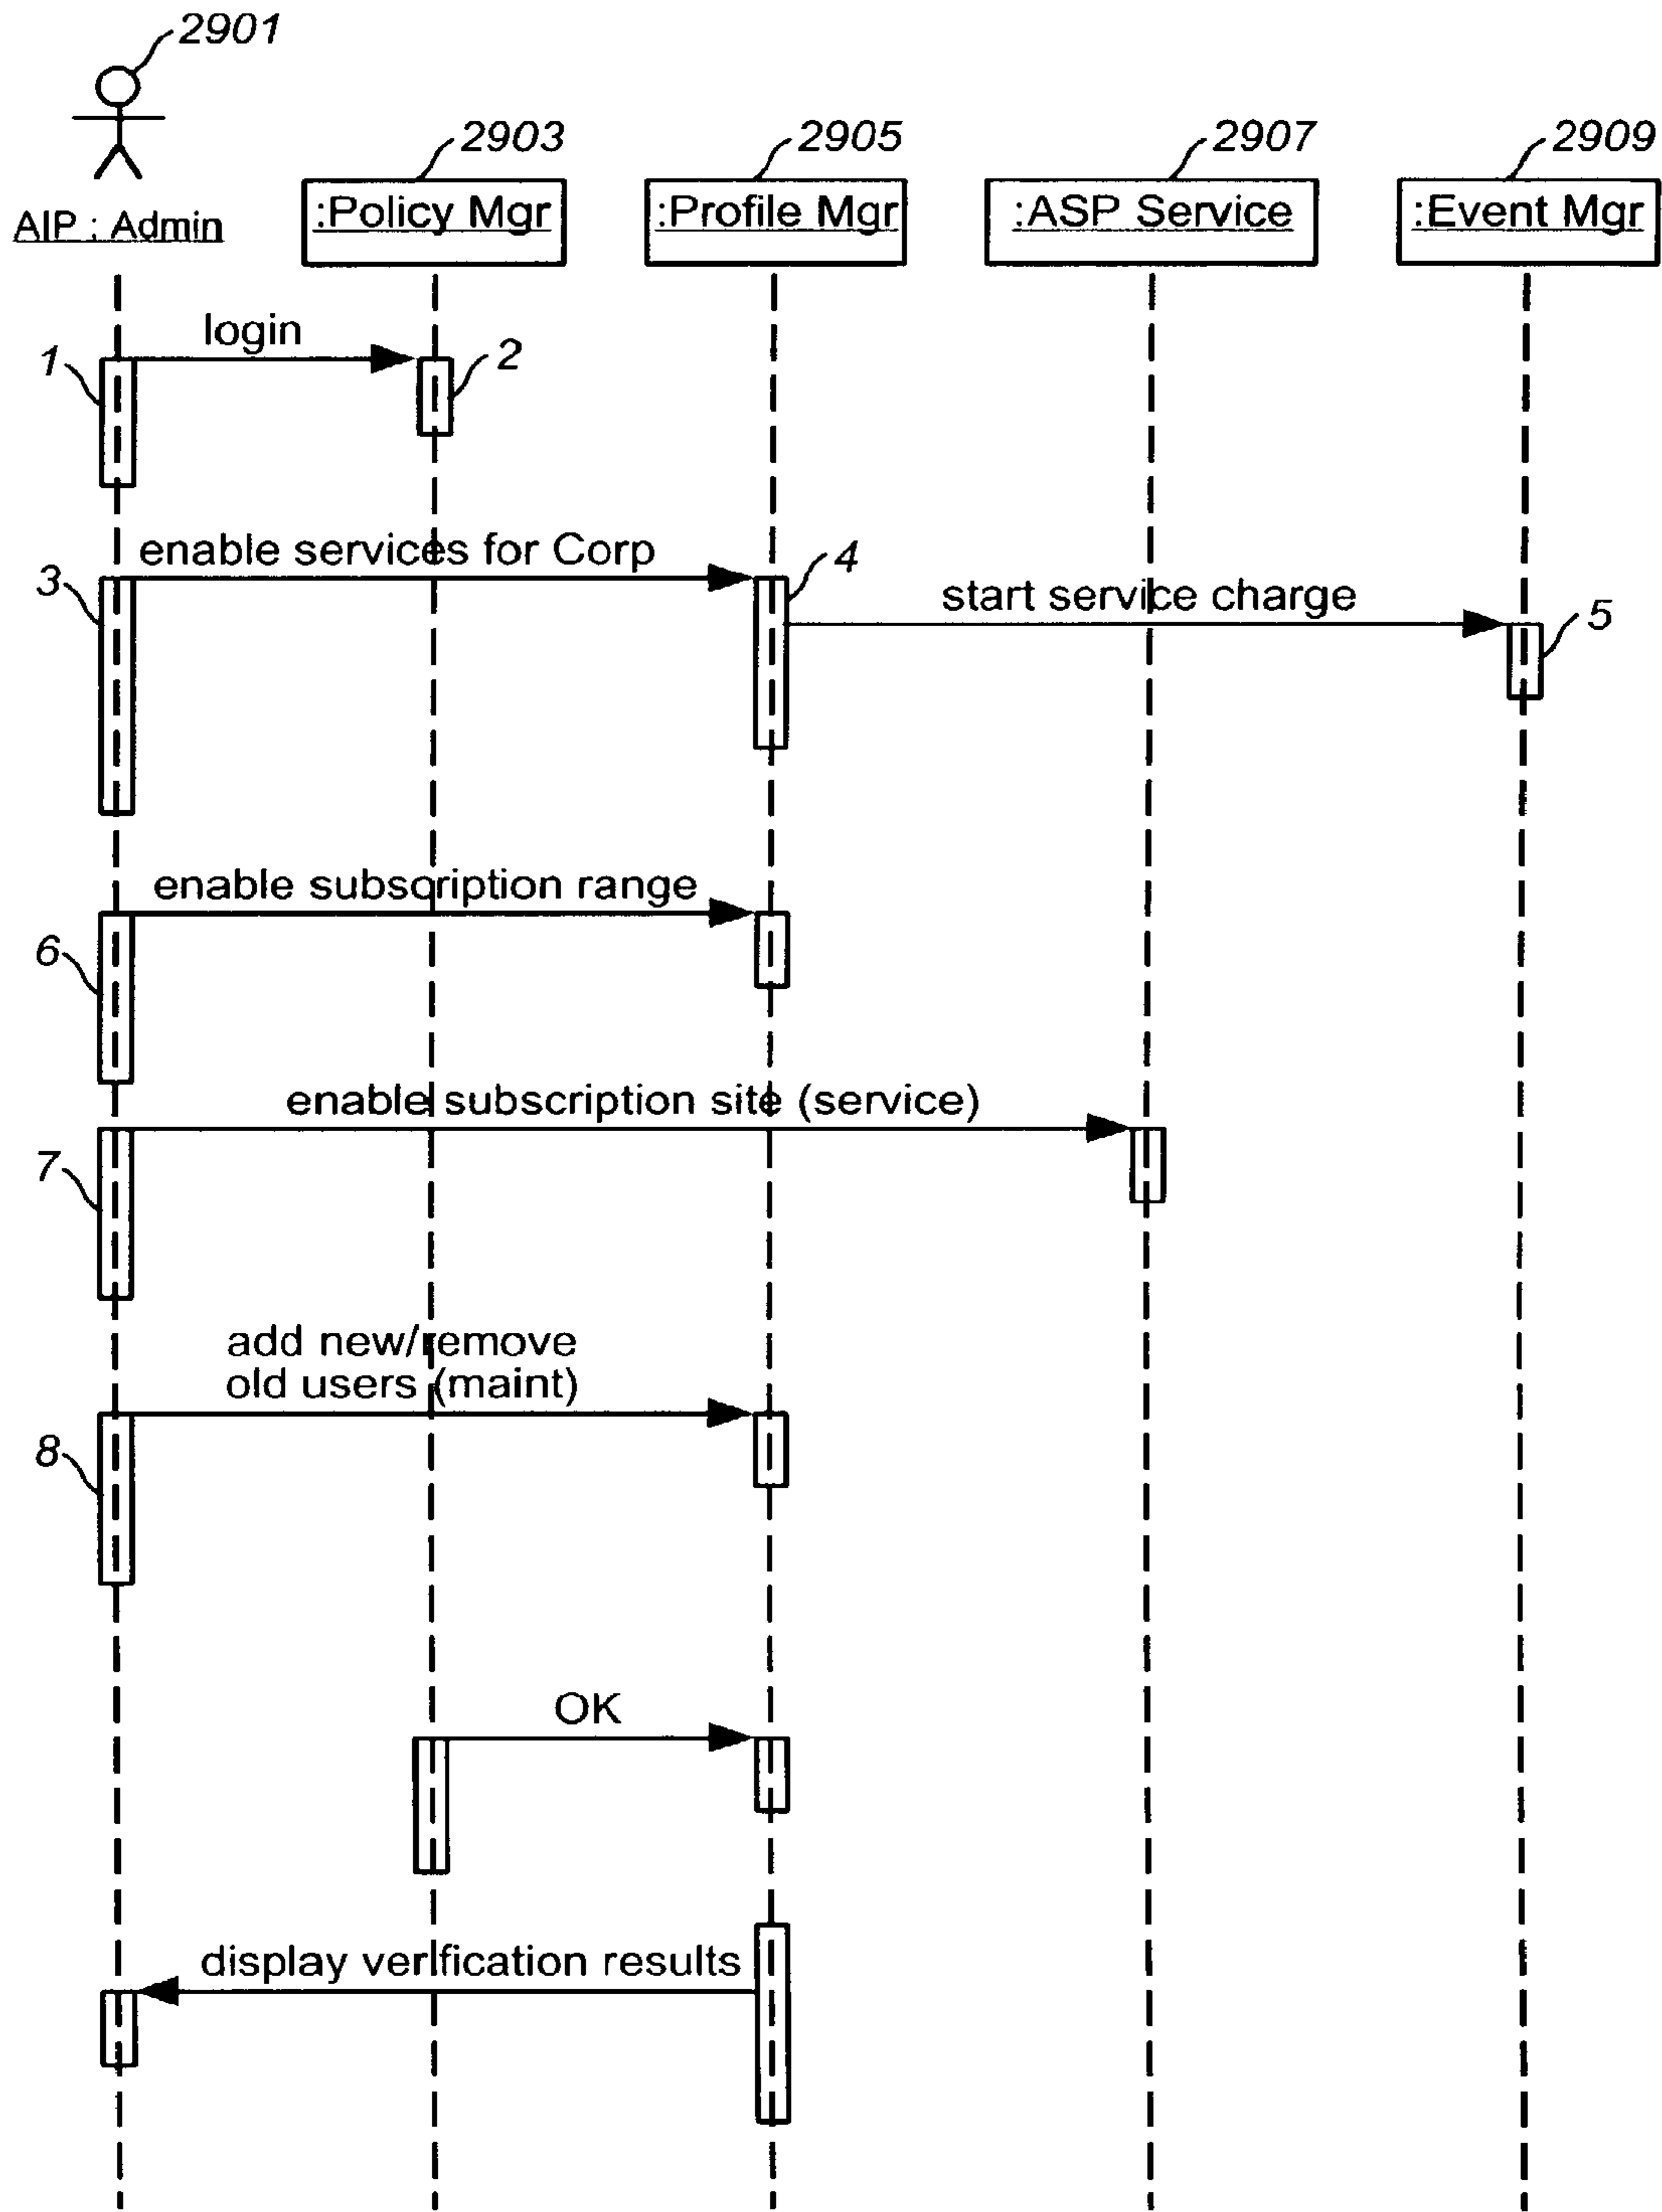 2901
2903
2905
2907
2909
AIP : Admin
:Policy Mgr
:Profile Mgr
:ASP Service
:Event Mgr
login
1
2
enable services for Corp
3
4
start service charge
5
enable subscription range
6
enable subscription site (service)
7
add new/remove
old users (maint)
8
OK
display verification results